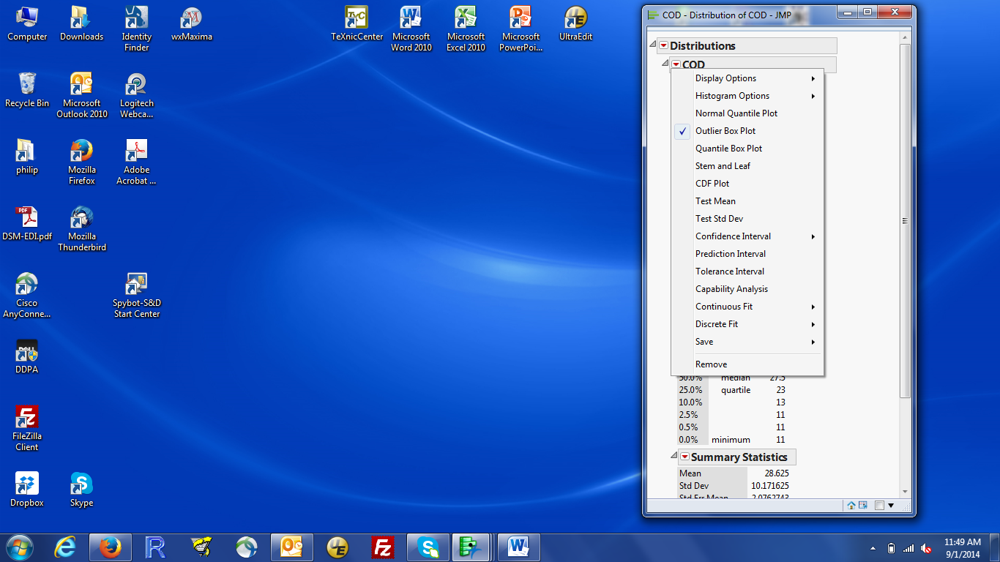 Computer
Downloads
Identity
Finder
wxMaxima
TeXnicCenter
Microsoft
Word 2010
Microsoft
Excel 2010
Microsoft
PowerPoi...
UltraEdit
Recycle Bin
Microsoft
Outlook 2010
Logitech
Webca...
philip
Mozilla
Firefox
Adobe
Acrobat ...
PDF
DSM-EDI.pdf
Mozilla
Thunderbird
Cisco
AnyConne...
Spybot-S&D
Start Center
DELL
DDPA
FileZilla
Client
Dropbox
Skype
COD - Distribution of COD - JMP
Distributions
COD
Display Options
Histogram Options
Normal Quantile Plot
Outlier Box Plot
Quantile Box Plot
Stem and Leaf
CDF Plot
Test Mean
Test Std Dev
Confidence Interval
Prediction Interval
Tolerance Interval
Capability Analysis
Continuous Fit
Discrete Fit
Save
Remove
50.0% median 27.5
25.0% quartile 23
10.0% 13
2.5% 11
0.5% 11
0.0% minimum 11
Summary Statistics
Mean 28.625
Std Dev 10.171625
Std Err Mean 2.0762743
11:49 AM
9/1/2014